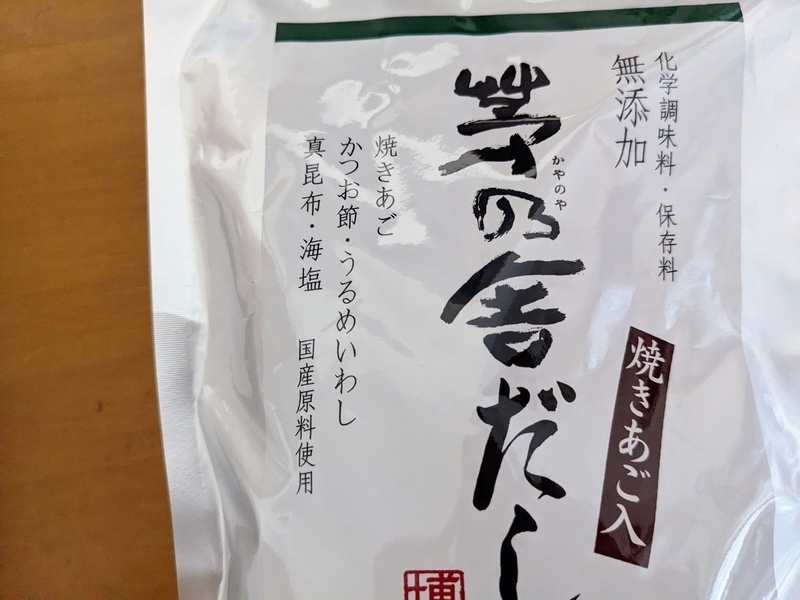 化学調味料・保存料
無添加
かやのや
茅乃舎だし
焼きあご入
焼きあご
かつお節・うるめいわし
真昆布・海塩
国産原料使用
博